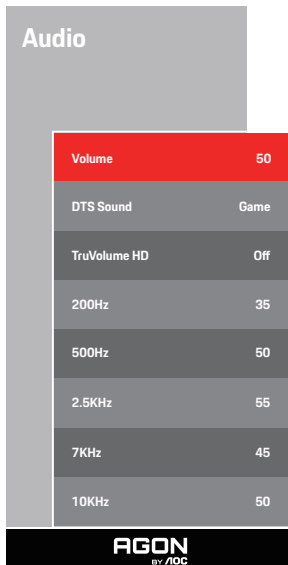 Audio
Volume 50
DTS Sound Game
TruVolume HD Off
200Hz 35
500Hz 50
2.5KHz 55
7KHz 45
10KHz 50
AGON
BY AOC